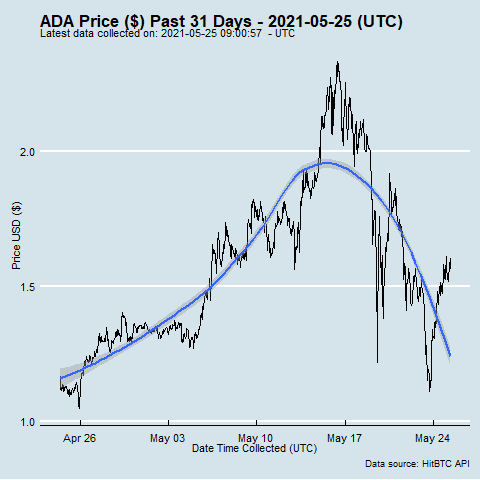 ADA Price ($) Past 31 Days - 2021-05-25 (UTC)
Latest data collected on: 2021-05-25 09:00:57 - UTC
2.0
1.5
1.0
Price USD ($)
Apr 26 May 03 May 10 May 17 May 24
Date Time Collected (UTC)
Data source: HitBTC API